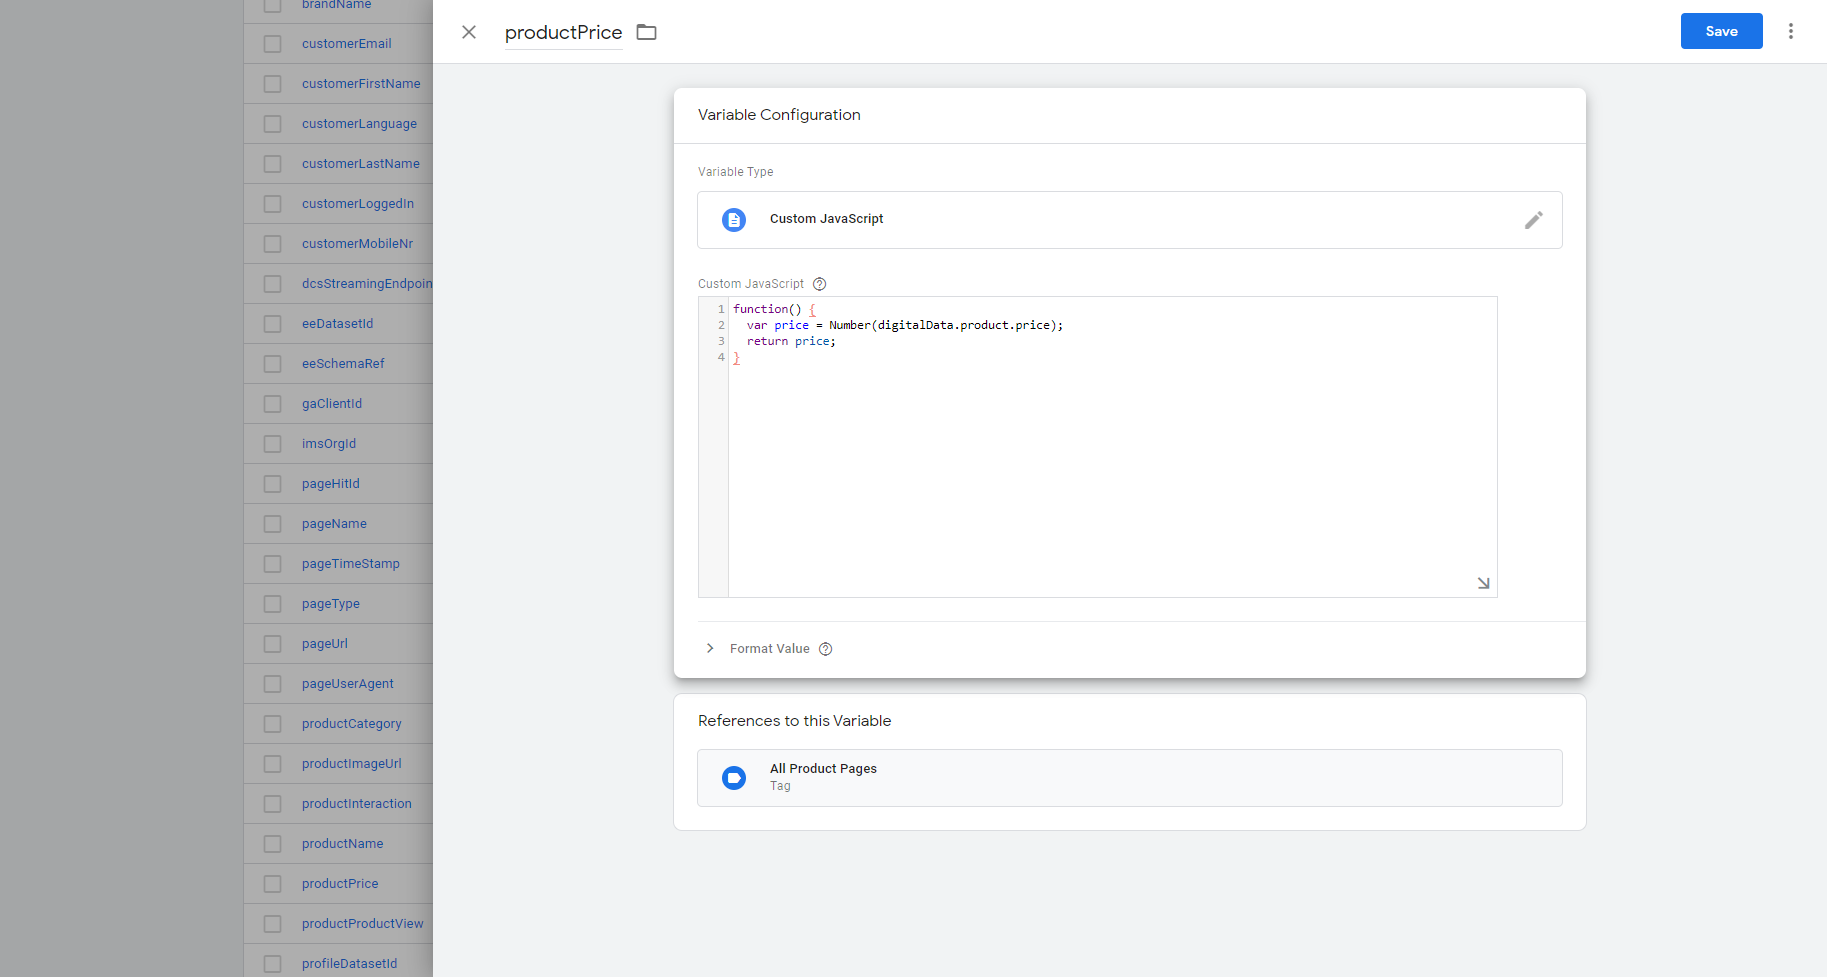 brandName
customerEmail
customerFirstName
customerLanguage
customerLastName
customerLoggedIn
customerMobileNr
dcsStreamingEndpoin
eeDatasetId
eeSchemaRef
gaClientId
imsOrgId
pageHitId
pageName
pageTimeStamp
pageType
pageUrl
pageUserAgent
productCategory
productImageUrl
productInteraction
productName
productPrice
productProductView
profileDatasetId
productPrice
Save
Variable Configuration
Variable Type
Custom JavaScript
Custom JavaScript
1 function() {
2 var price = Number(digitalData.product.price);
3 return price;
4 }
Format Value
References to this Variable
All Product Pages
Tag